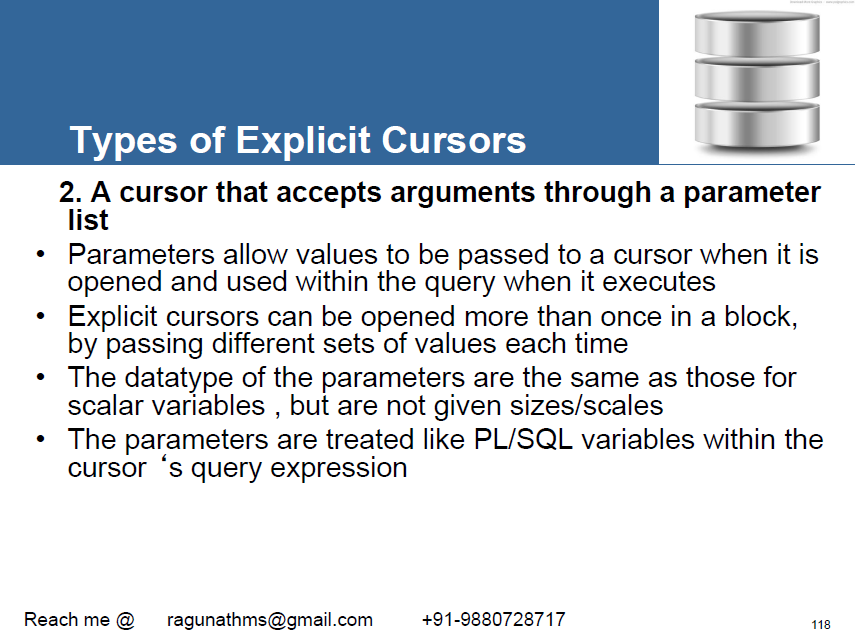 Types of Explicit Cursors
2. A cursor that accepts arguments through a parameter
list
• Parameters allow values to be passed to a cursor when it is
opened and used within the query when it executes
• Explicit cursors can be opened more than once in a block,
by passing different sets of values each time
• The datatype of the parameters are the same as those for
scalar variables , but are not given sizes/scales
• The parameters are treated like PL/SQL variables within the
cursor ‘s query expression
Reach me @ ragunathms@gmail.com +91-9880728717
118